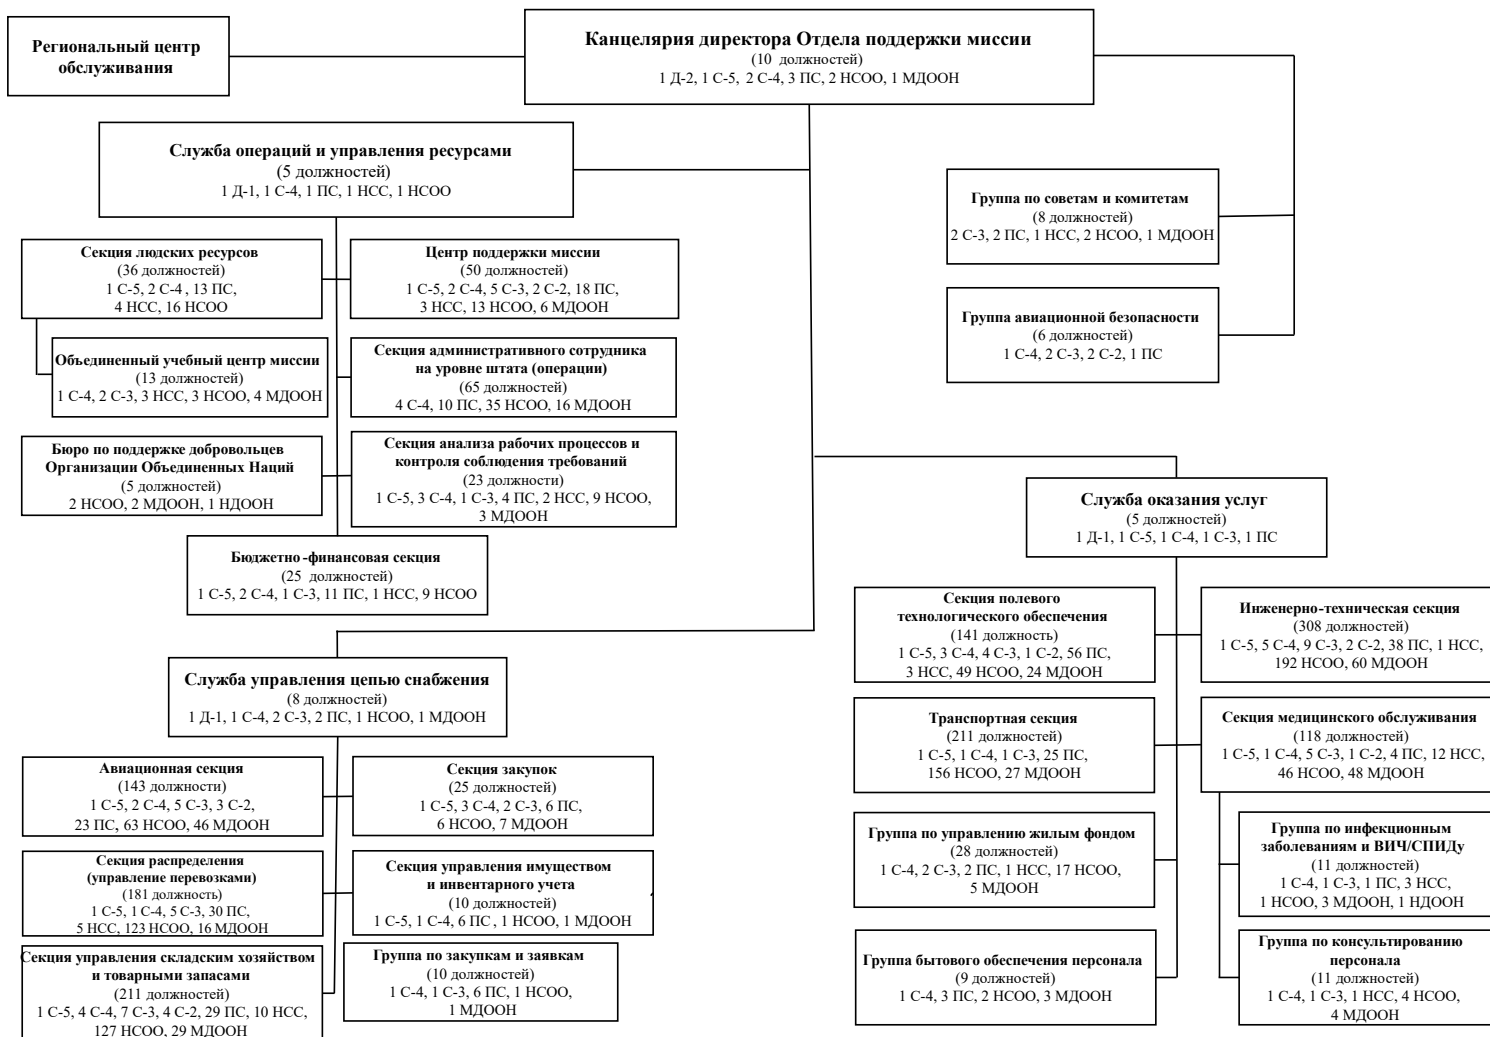 Региональный центр
обслуживания
Канцелярия директора Отдела поддержки миссии
(10 должностей)
1 Д-2, 1 С-5, 2 С-4, 3 ПС, 2 НСОО, 1 МДООН
Служба операций и управления ресурсами
(5 должностей)
1 Д-1, 1 С-4, 1 ПС, 1 НСС, 1 НСОО
Группа по советам и комитетам
(8 должностей)
2 С-3, 2 ПС, 1 НСС, 2 НСОО, 1 МДООН
Группа авиационной безопасности
(6 должностей)
1 С-4, 2 С-3, 2 С-2, 1 ПС
Секция людских ресурсов
(36 должностей)
1 С-5, 2 С-4, 13 ПС,
4 НСС, 16 НСОО
Центр поддержки миссии
(50 должностей)
1 С-5, 2 С-4, 5 С-3, 2 С-2, 18 ПС,
3 НСС, 13 НСОО, 6 МДООН
Объединенный учебный центр миссии
(13 должностей)
1 С-4, 2 С-3, 3 НСС, 3 НСОО, 4 МДООН
Секция административного сотрудника
на уровне штата (операции)
(65 должностей)
4 С-4, 10 ПС, 35 НСОО, 16 МДООН
Бюро по поддержке добровольцев
Организации Объединенных Наций
(5 должностей)
2 НСОО, 2 МДООН, 1 НДООН
Секция анализа рабочих процессов и
контроля соблюдения требований
(23 должности)
1 С-5, 3 С-4, 1 С-3, 4 ПС, 2 НСС, 9 НСОО,
3 МДООН
Бюджетно-финансовая секция
(25 должностей)
1 С-5, 2 С-4, 1 С-3, 11 ПС, 1 НСС, 9 НСОО
Служба оказания услуг
(5 должностей)
1 Д-1, 1 С-5, 1 С-4, 1 С-3, 1 ПС
Секция полевого
технологического обеспечения
(141 должность)
1 С-5, 3 С-4, 4 С-3, 1 С-2, 56 ПС,
3 НСС, 49 НСОО, 24 МДООН
Инженерно-техническая секция
(308 должностей)
1 С-5, 5 С-4, 9 С-3, 2 С-2, 38 ПС, 1 НСС,
192 НСОО, 60 МДООН
Транспортная секция
(211 должностей)
1 С-5, 1 С-4, 1 С-3, 25 ПС,
156 НСОО, 27 МДООН
Секция медицинского обслуживания
(118 должностей)
1 С-5, 1 С-4, 5 С-3, 1 С-2, 4 ПС, 12 НСС,
46 НСОО, 48 МДООН
Группа по управлению жилым фондом
(28 должностей)
1 С-4, 2 С-3, 2 ПС, 1 НСС, 17 НСОО,
5 МДООН
Группа по инфекционным
заболеваниям и ВИЧ/СПИДу
(11 должностей)
1 С-4, 1 С-3, 1 ПС, 3 НСС,
1 НСОО, 3 МДООН, 1 НДООН
Группа бытового обеспечения персонала
(9 должностей)
1 С-4, 3 ПС, 2 НСОО, 3 МДООН
Группа по консультированию
персонала
(11 должностей)
1 С-4, 1 С-3, 1 НСС, 4 НСОО,
4 МДООН
Служба управления цепью снабжения
(8 должностей)
1 Д-1, 1 С-4, 2 С-3, 2 ПС, 1 НСОО, 1 МДООН
Авиационная секция
(143 должности)
1 С-5, 2 С-4, 5 С-3, 3 С-2,
23 ПС, 63 НСОО, 46 МДООН
Секция закупок
(25 должностей)
1 С-5, 3 С-4, 2 С-3, 6 ПС,
6 НСОО, 7 МДООН
Секция распределения
(управление перевозками)
(181 должность)
1 С-5, 1 С-4, 5 С-3, 30 ПС,
5 НСС, 123 НСОО, 16 МДООН
Секция управления имуществом
и инвентарного учета
(10 должностей)
1 С-5, 1 С-4, 6 ПС, 1 НСОО, 1 МДООН
Секция управления складским хозяйством
и товарными запасами
(211 должностей)
1 С-5, 4 С-4, 7 С-3, 4 С-2, 29 ПС, 10 НСС,
127 НСОО, 29 МДООН
Группа по закупкам и заявкам
(10 должностей)
1 С-4, 1 С-3, 6 ПС, 1 НСОО,
1 МДООН